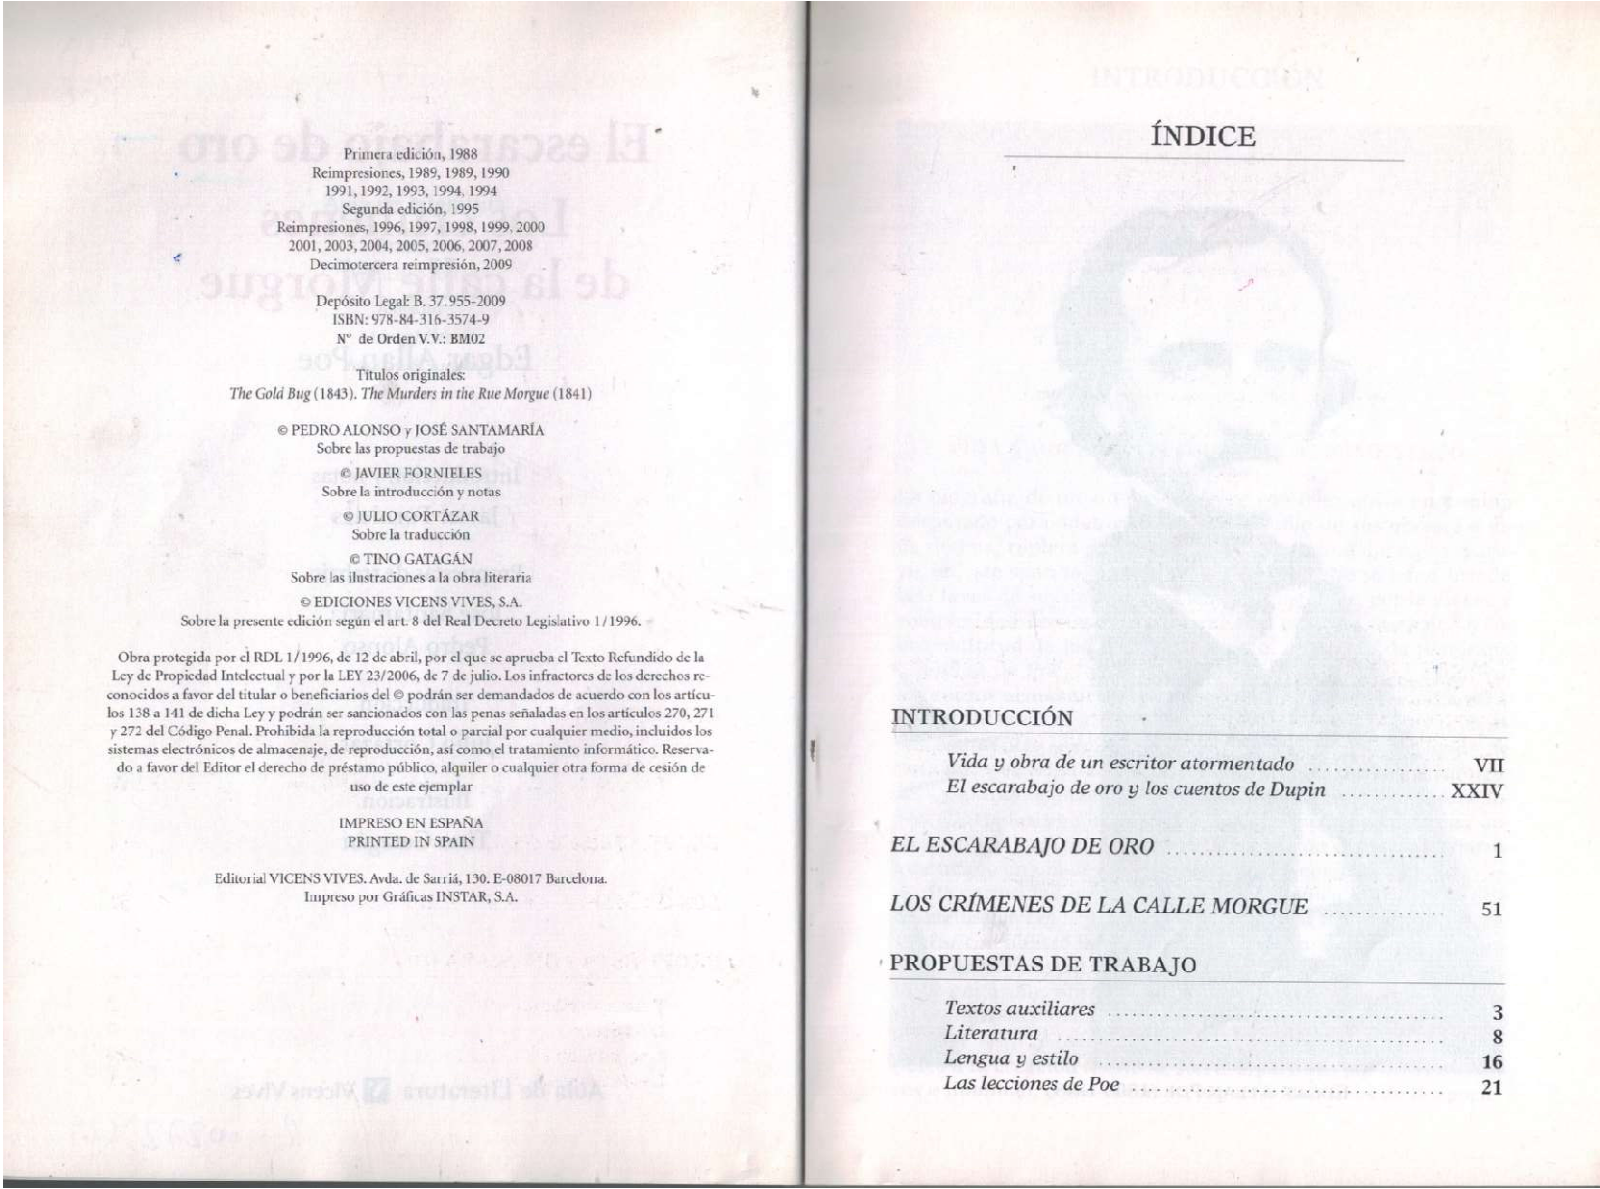 Primera edición, 1988
Reimpresiones, 1989, 1989, 1990
1991, 1992, 1993, 1994, 1994
Segunda edición, 1995
Reimpresiones, 1996, 1997, 1998, 1999, 2000
2001, 2003, 2004, 2005, 2006, 2007, 2008
Decimotercera reimpresión, 2009
Depósito Legal: B. 37.955-2009
ISBN: 978-84-316-3574-9
Nº de Orden V.V.: BM02
Títulos originales:
The Gold Bug (1843). The Murders in the Rue Morgue (1841)
© PEDRO ALONSO y JOSÉ SANTAMARÍA
Sobre las propuestas de trabajo
© JAVIER FORNIELES
Sobre la introducción y notas
© JULIO CORTÁZAR
Sobre la traducción
© TINO GATAGÁN
Sobre las ilustraciones a la obra literaria
© EDICIONES VICENS VIVES, S.A.
Sobre la presente edición según el art. 8 del Real Decreto Legislativo 1/1996.
Obra protegida por el RDL 1/1996, de 12 de abril, por el que se aprueba el Texto Refundido de la
Ley de Propiedad Intelectual y por la LEY 23/2006, de 7 de julio. Los infractores de los derechos re-
conocidos a favor del titular o beneficiarios del © podrán ser demandados de acuerdo con los artícu-
los 138 a 141 de dicha Ley y podrán ser sancionados con las penas señaladas en los artículos 270, 271
y 272 del Código Penal. Prohibida la reproducción total o parcial por cualquier medio, incluidos los
sistemas electrónicos de almacenaje, de reproducción, así como el tratamiento informático. Reserva-
do a favor del Editor el derecho de préstamo público, alquiler o cualquier otra forma de cesión de
uso de este ejemplar
IMPRESO EN ESPAÑA
PRINTED IN SPAIN
Editorial VICENS VIVES. Avda. de Sarriá, 130. E-08017 Barcelona.
Impreso por Gráficas INSTAR, S.A.
ÍNDICE
INTRODUCCIÓN
Vida y obra de un escritor atormentado ................ VII
El escarabajo de oro y los cuentos de Dupin ............ XXIV
EL ESCARABAJO DE ORO ................................ 1
LOS CRÍMENES DE LA CALLE MORGUE .............. 51
PROPUESTAS DE TRABAJO
Textos auxiliares ........................................ 3
Literatura .............................................. 8
Lengua y estilo ......................................... 16
Las lecciones de Poe ..................................... 21